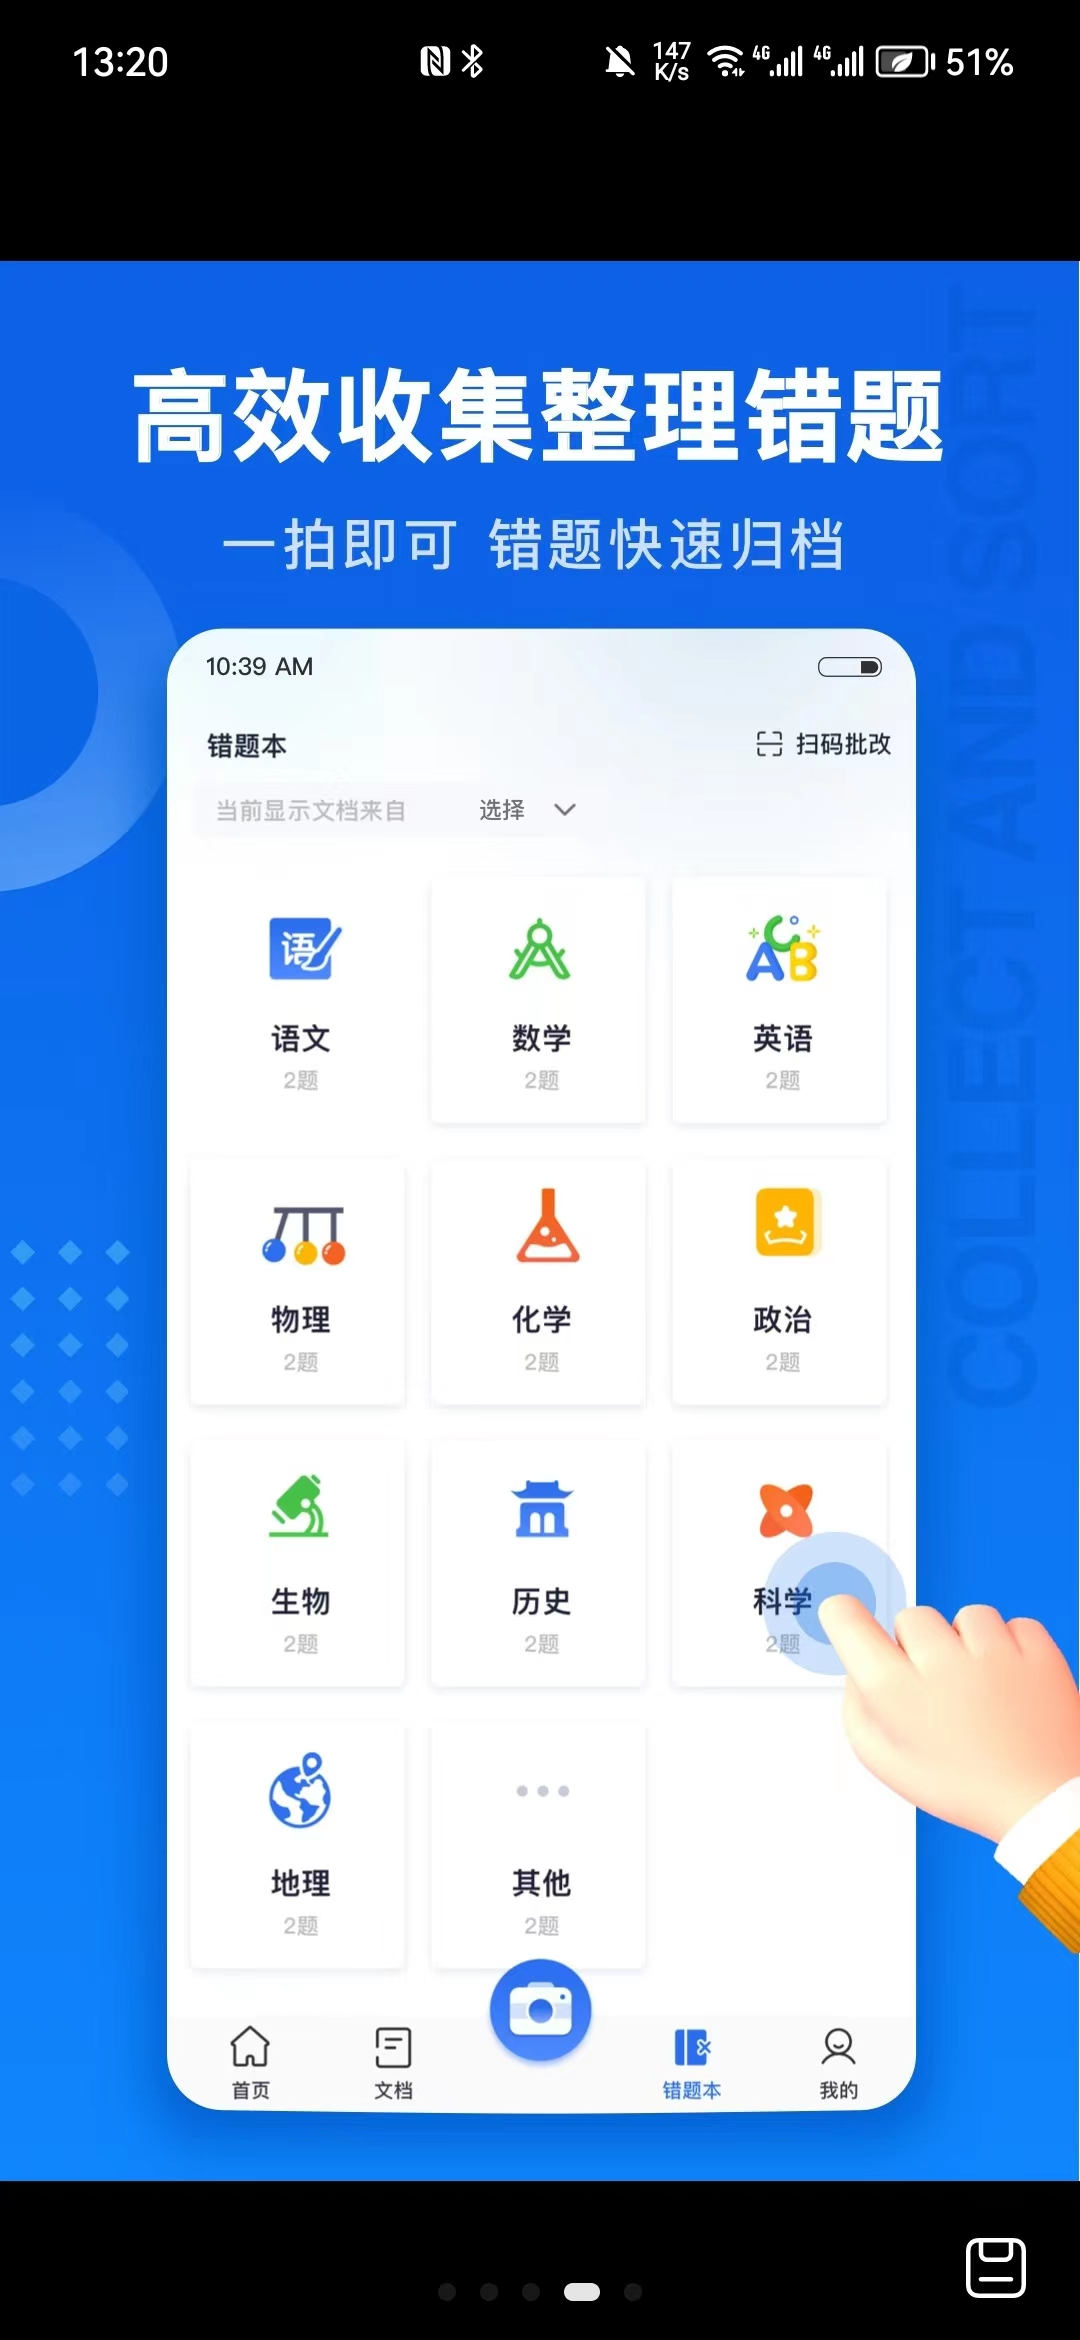 13:20
147
K/s
4G
4G
51%
高效收集整理错题
一拍即可 错题快速归档
COLLECT AND SORT
10:39 AM
错题本
扫码批改
当前显示文档来自 选择
语
ABC
语文 数学 英语
2题 2题 2题
物理 化学 政治
2题 2题 2题
生物 历史 科学
2题 2题 2题
地理 其他
2题 2题
首页 文档 错题本 我的